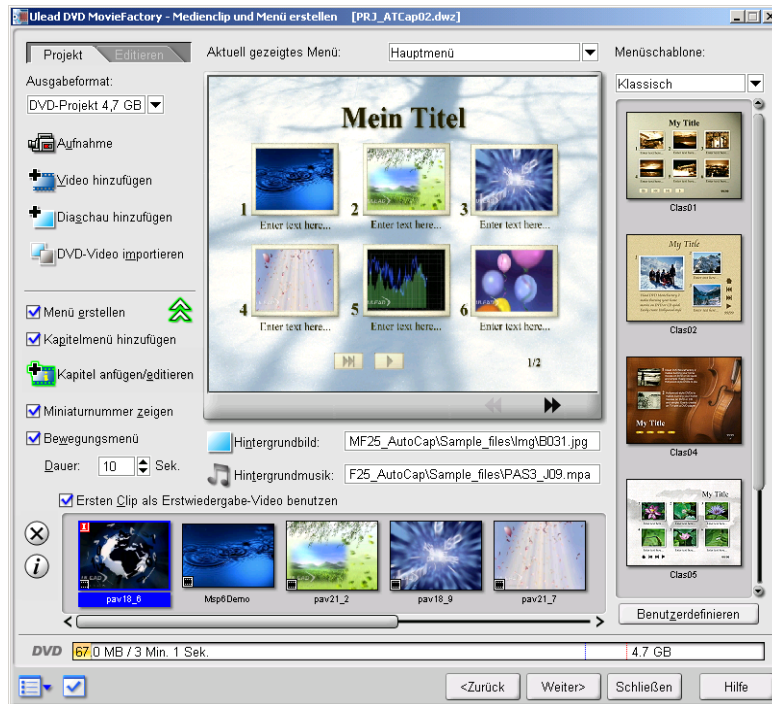 Ulead DVD MovieFactory - Medienclip und Menü erstellen [PRJ_ATCap02.dwz]
Projekt
Editieren
Aktuell gezeigtes Menü:
Hauptmenü
Menüschablone:
Ausgabeformat:
Klassisch
DVD-Projekt 4,7 GB
Aufnahme
Video hinzufügen
Diaschau hinzufügen
DVD-Video importieren
Mein Titel
1
2
3
Enter text here...
Enter text here...
Enter text here...
4
5
6
Enter text here...
Enter text here...
Enter text here...
1/2
My Title
Clas01
My Title
Clas02
My Title
Clas04
My Title
Clas05
Menü erstellen
Kapitelmenü hinzufügen
Kapitel anfügen/editieren
Miniaturnummer zeigen
Bewegungsmenü
Dauer: 10 Sek.
Hintergrundbild: MF25_AutoCap\Sample_files\Img\B031.jpg
Hintergrundmusik: F25_AutoCap\Sample_files\PAS3_J09.mpa
Ersten Clip als Erstwiedergabe-Video benutzen
pav18_6
Msp6Demo
pav21_2
pav18_9
pav21_7
Benutzerdefinieren
DVD 67.0 MB / 3 Min. 1 Sek. 4.7 GB
<Zurück
Weiter>
Schließen
Hilfe